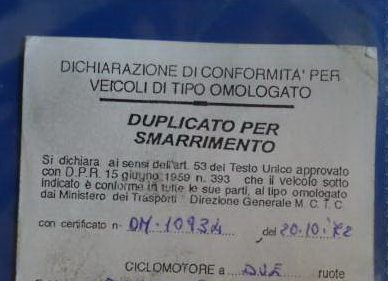 DICHIARAZIONE DI CONFORMITA' PER
VEICOLI DI TIPO OMOLOGATO
DUPLICATO PER
SMARRIMENTO
Si dichiara ai sensi dell'art. 53 del Testo Unico approvato
con D.P.R. 15 giugno 1959 n. 393 che il veicolo sotto
indicato è conforme in tutte le sue parti, al tipo omologato
dal Ministero dei Trasporti Direzione Generale M. C. T. C.
con certificato n. DM-10934 del 20.10.'72
CICLOMOTORE a DUE ruote